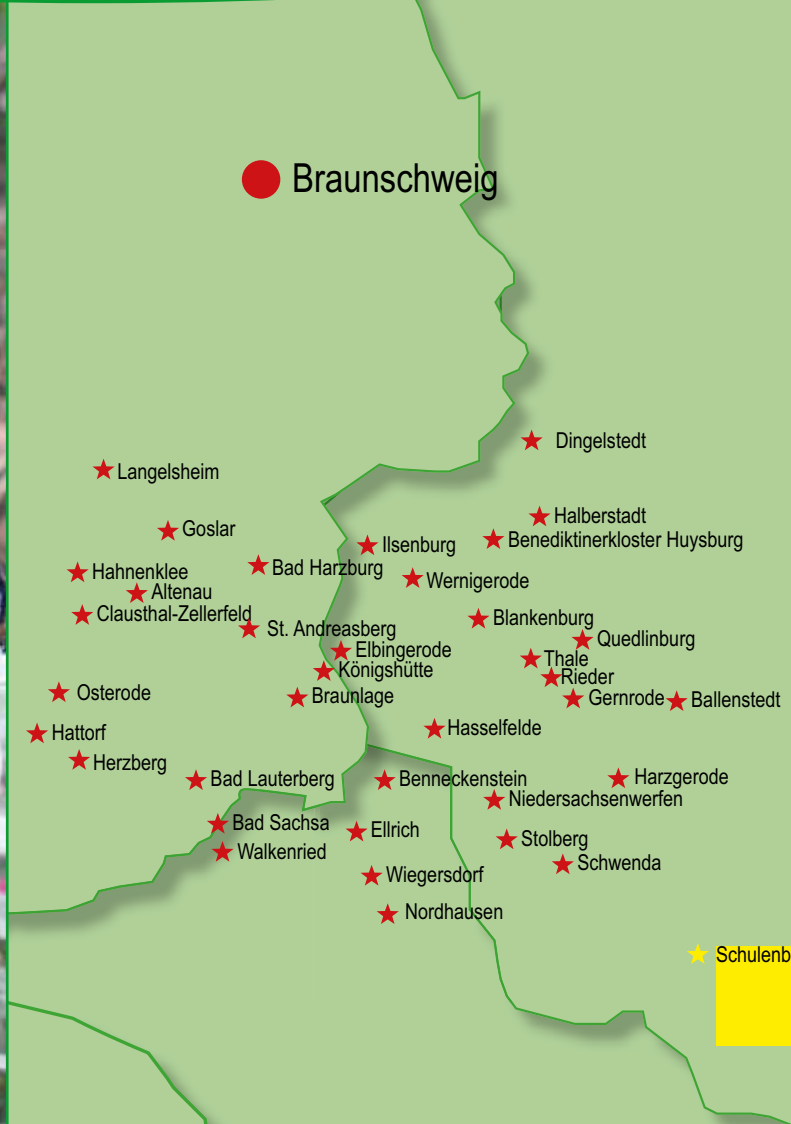 Braunschweig
Dingelstedt
Langelsheim
Halberstadt
Goslar
Benediktinerkloster Huysburg
Ilsenburg
Bad Harzburg
Hahnenklee
Wernigerode
Altenau
Clausthal-Zellerfeld
Blankenburg
St. Andreasberg
Quedlinburg
Elbingerode
Thale
Königshütte
Rieder
Osterode
Braunlage
Gernrode
Ballenstedt
Hasselfelde
Hattorf
Herzberg
Bad Lauterberg
Benneckenstein
Harzgerode
Niedersachsenwerfen
Bad Sachsa
Ellrich
Stolberg
Walkenried
Schwenda
Wiegersdorf
Nordhausen
Schulenb